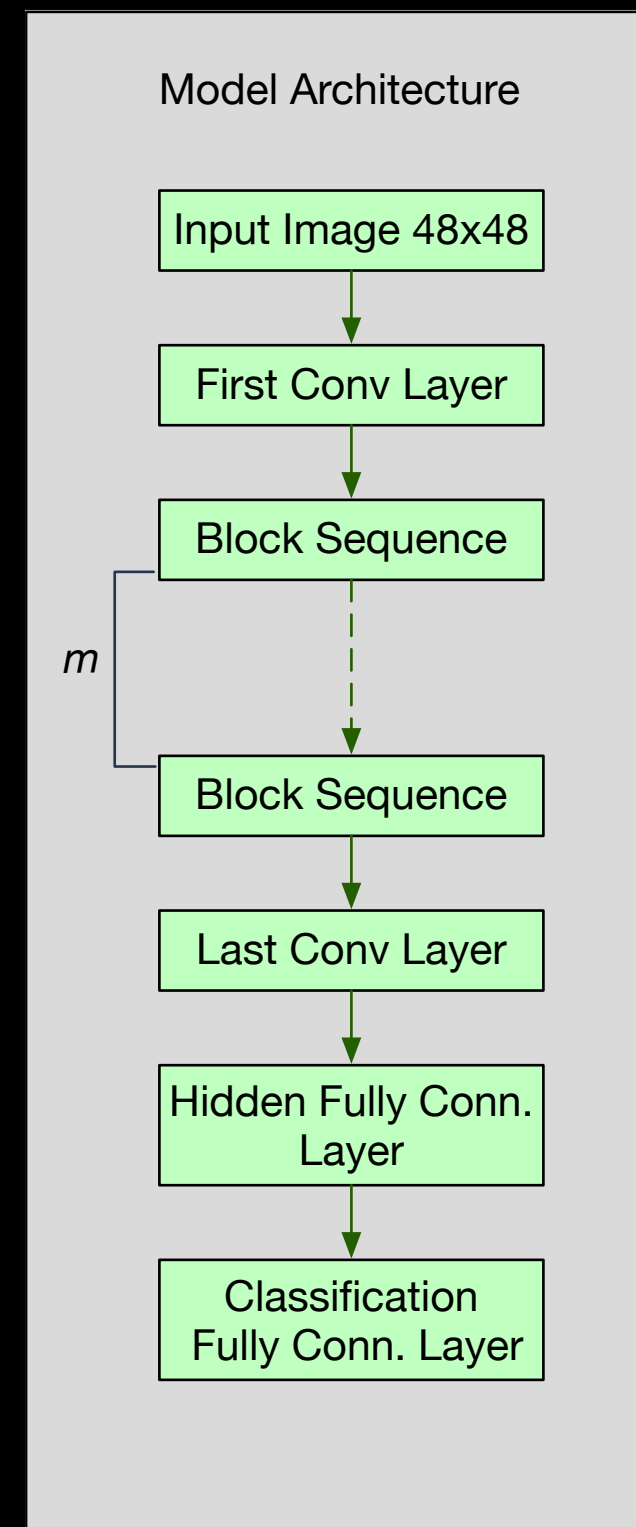 Model Architecture
Input Image 48x48
First Conv Layer
Block Sequence
m
Block Sequence
Last Conv Layer
Hidden Fully Conn.
Layer
Classification
Fully Conn. Layer